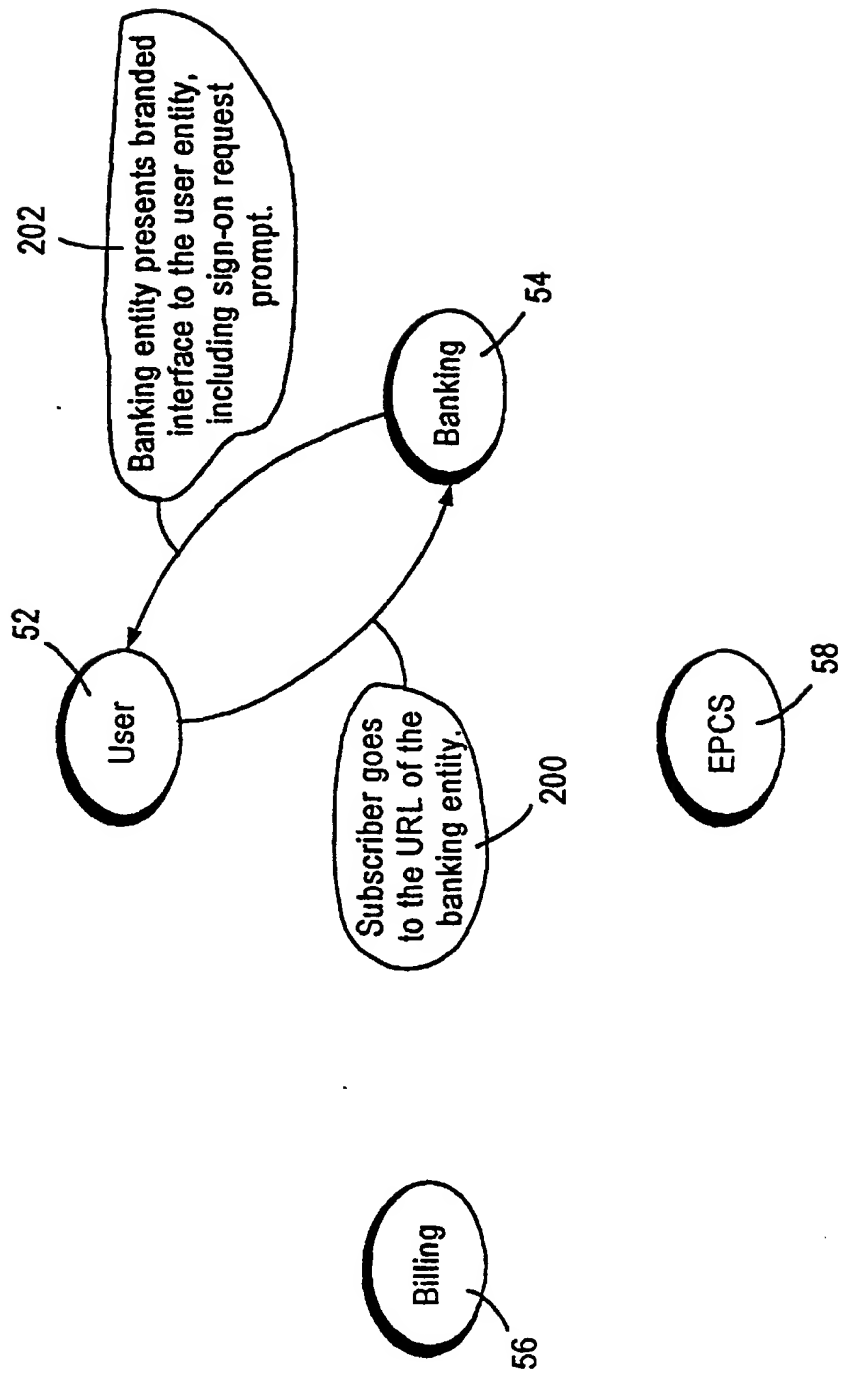 202
Banking entity presents branded
interface to the user entity,
including sign-on request
prompt.
52
User
Banking
54
Subscriber goes
to the URL of the
banking entity.
200
EPCS
58
Billing
56